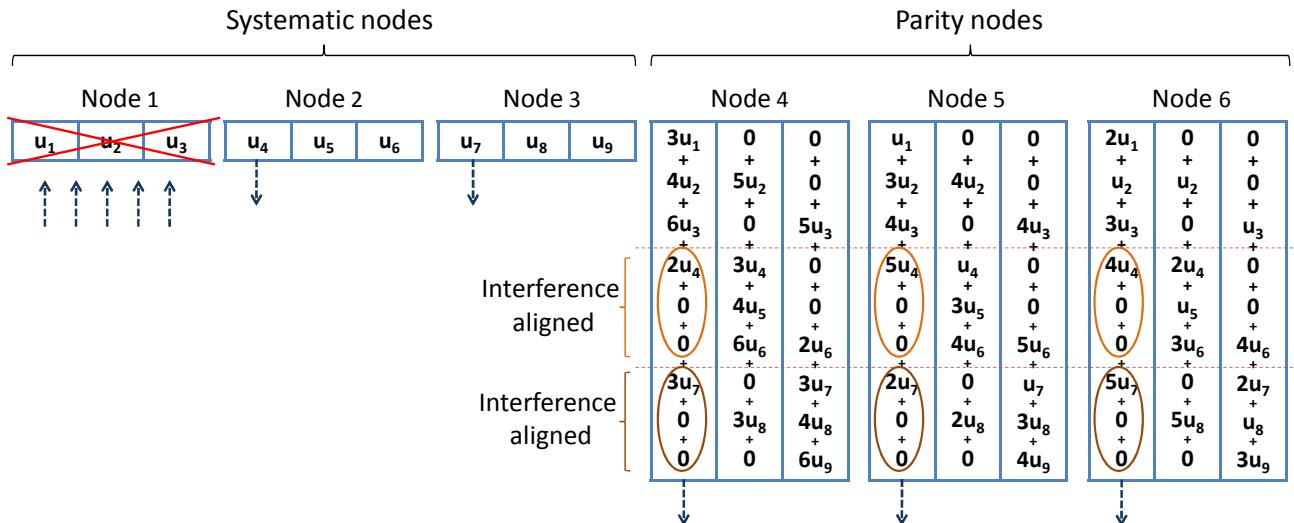 Systematic nodes Parity nodes
Node 1 Node 2 Node 3 Node 4 Node 5 Node 6
u₁ u₂ u₃ u₄ u₅ u₆ u₇ u₈ u₉ 3u₁ 0 0 u₁ 0 0 2u₁ 0 0
+ + + + + + + + +
4u₂ 5u₂ 0 3u₂ 4u₂ 0 u₂ u₂ 0
+ + + + + + + + +
6u₃ 0 5u₃ 4u₃ 0 4u₃ 3u₃ 0 u₃
+ + + + + + + + +
2u₄ 3u₄ 0 5u₄ u₄ 0 4u₄ 2u₄ 0
+ + + + + + + + +
Interference
aligned
0 4u₅ 0 0 3u₅ 0 0 u₅ 0
+ + + + + + + + +
0 6u₆ 2u₆ 0 4u₆ 5u₆ 0 3u₆ 4u₆
+ + + + + + + + +
3u₇ 0 3u₇ 2u₇ 0 u₇ 5u₇ 0 2u₇
+ + + + + + + + +
Interference
aligned
0 3u₈ 4u₈ 0 2u₈ 3u₈ 0 5u₈ u₈
+ + + + + + + + +
0 0 6u₉ 0 0 4u₉ 0 0 3u₉